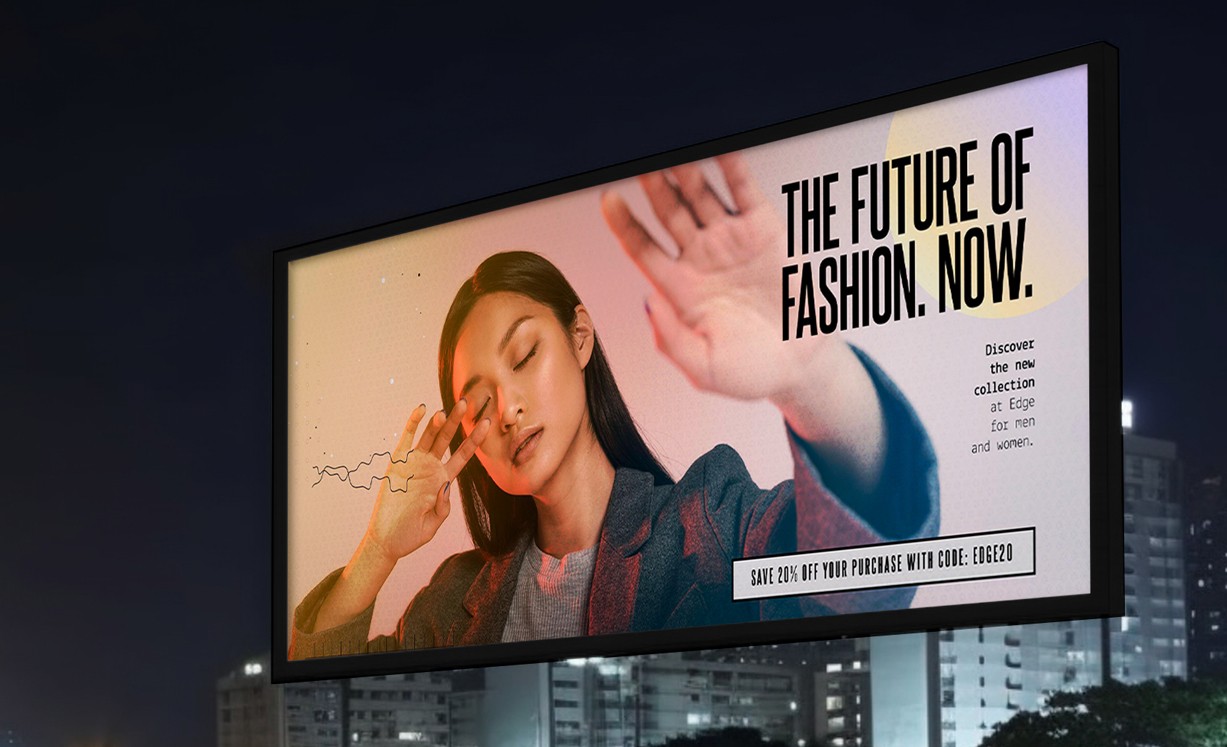 THE FUTURE OF
FASHION. NOW.
Discover
the new
collection
at Edge
for men
and women.
SAVE 20% OFF YOUR PURCHASE WITH CODE: EDGE20